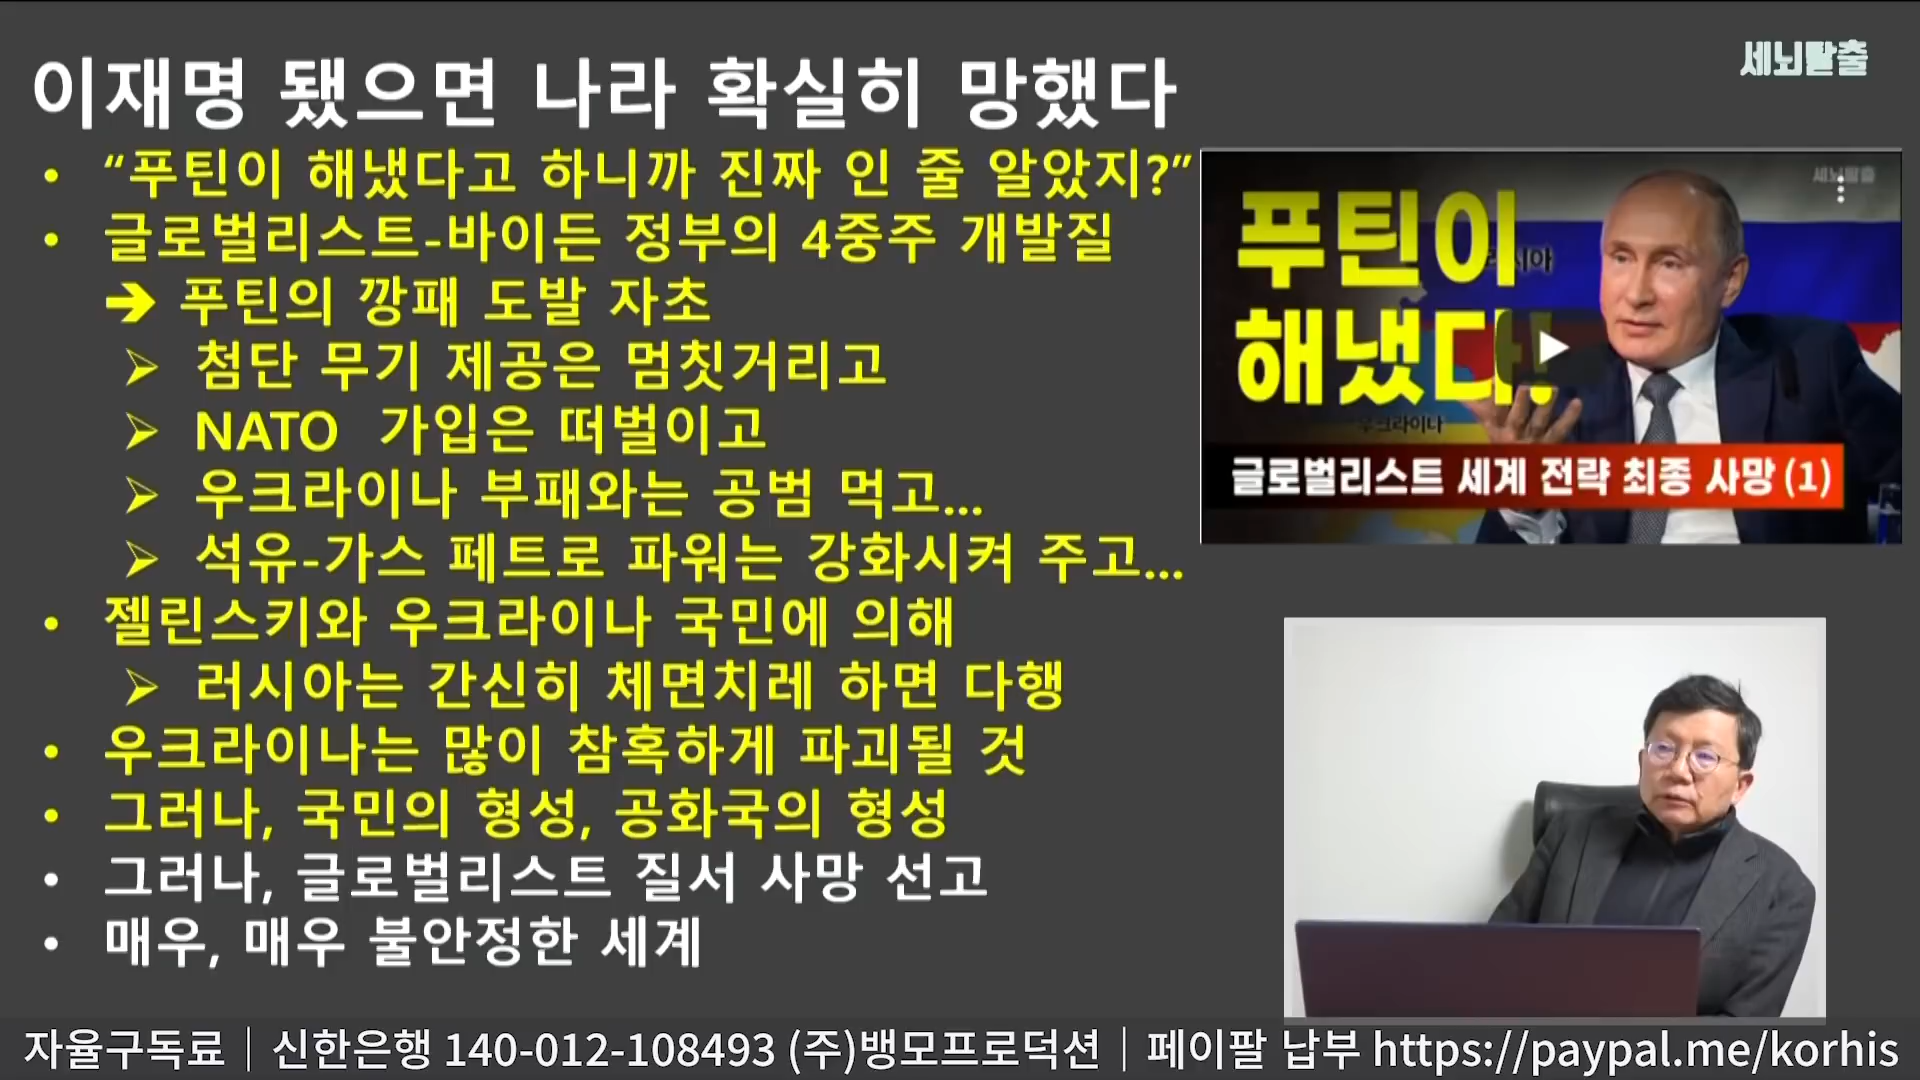 이재명 됐으면 나라 확실히 망했다
세뇌탈출
• “푸틴이 해냈다고 하니까 진짜 인 줄 알았지?”
• 글로벌리스트-바이든 정부의 4중주 개발질
➔ 푸틴의 깡패 도발 자초
➢ 첨단 무기 제공은 멈칫거리고
➢ NATO 가입은 떠벌이고
➢ 우크라이나 부패와는 공범 먹고...
➢ 석유-가스 페트로 파워는 강화시켜 주고...
• 젤린스키와 우크라이나 국민에 의해
➢ 러시아는 간신히 체면치레 하면 다행
• 우크라이나는 많이 참혹하게 파괴될 것
• 그러나, 국민의 형성, 공화국의 형성
• 그러나, 글로벌리스트 질서 사망 선고
• 매우, 매우 불안정한 세계
세뇌탈출
푸틴이
해냈다!
우크라이나
글로벌리스트 세계 전략 최종 사망 (1)
자율구독료 | 신한은행 140-012-108493 (주)뱅모프로덕션 | 페이팔 납부 https://paypal.me/korhis